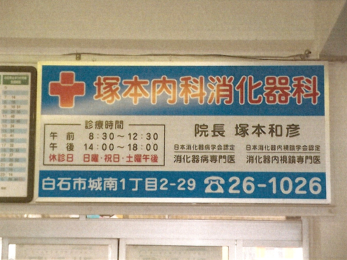 塚本内科消化器科
診療時間
午前 8:30〜12:30
午後 14:00〜18:00
休診日 日曜・祝日・土曜午後
院長 塚本和彦
日本消化器病学会認定
消化器病専門医
日本消化器内視鏡学会認定
消化器内視鏡専門医
白石市城南1丁目2-29 ☎26-1026